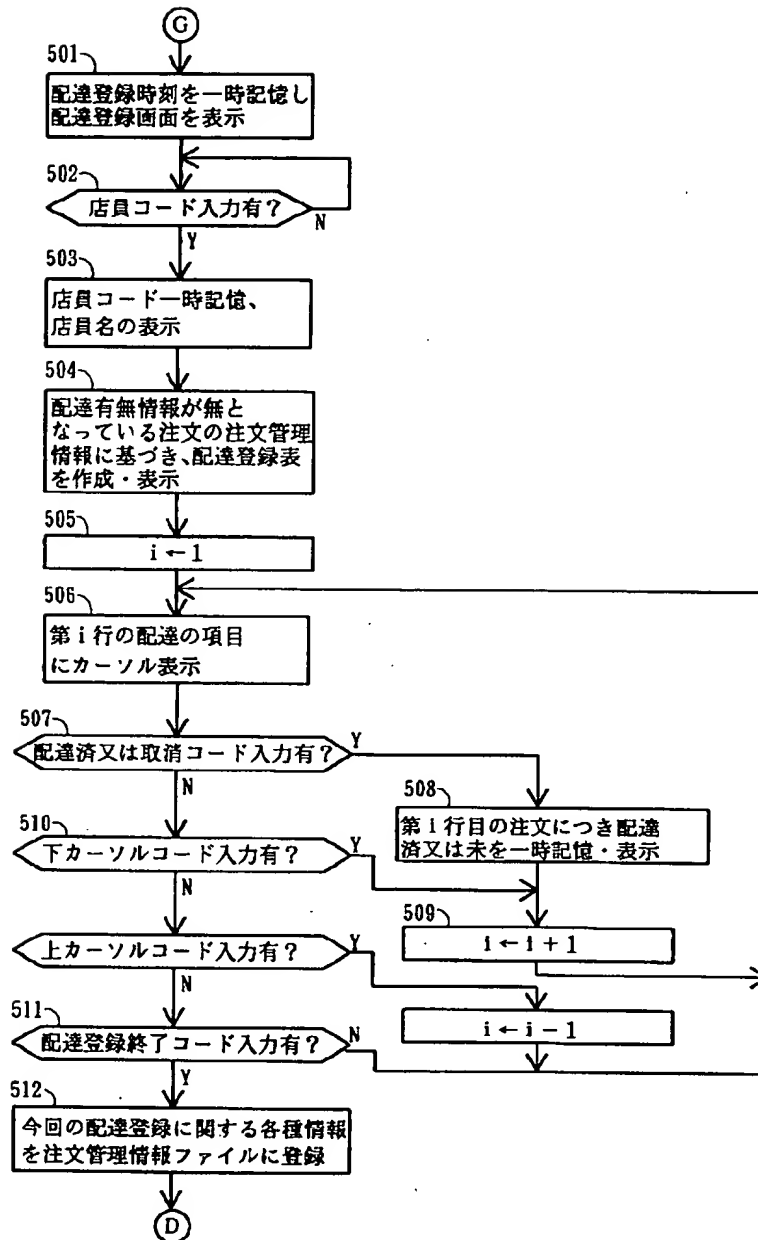 G
501
配達登録時刻を一時記憶し
配達登録画面を表示
502
店員コード入力有?
N
Y
503
店員コード一時記憶、
店員名の表示
504
配達有無情報が無と
なっている注文の注文管理
情報に基づき、配達登録表
を作成・表示
505
i←1
506
第i行の配達の項目
にカーソル表示
507
配達済又は取消コード入力有?
Y
N
508
第i行目の注文につき配達
済又は未を一時記憶・表示
510
下カーソルコード入力有?
Y
N
509
i←i+1
上カーソルコード入力有?
Y
N
i←i-1
511
配達登録終了コード入力有?
N
Y
512
今回の配達登録に関する各種情報
を注文管理情報ファイルに登録
D